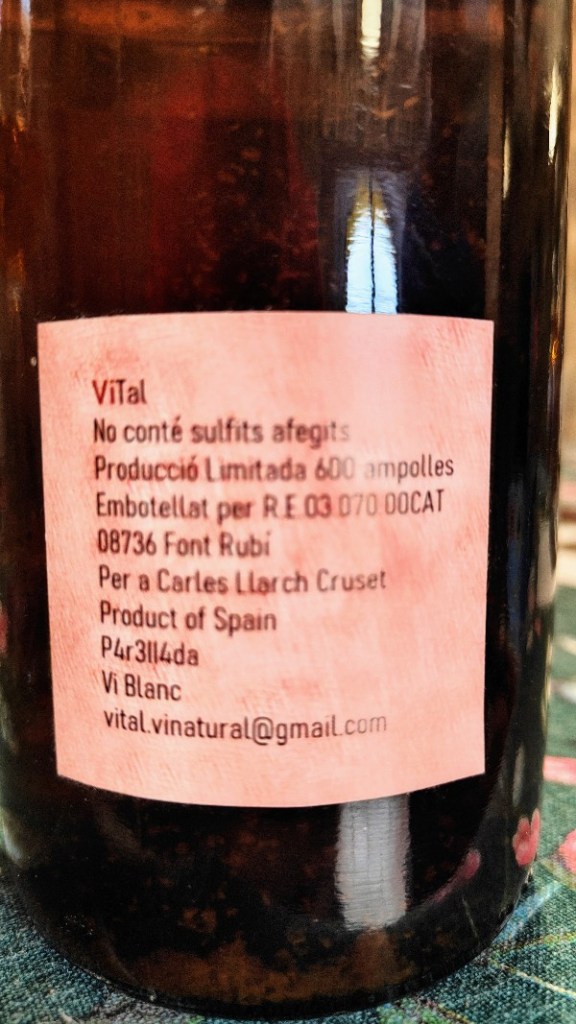 ViTal
No conté sulfits afegits
Producció Limitada 600 ampolles
Embotellat per R.E.03.070.00CAT
08736 Font Rubí
Per a Carles Llarch Cruset
Product of Spain
P4r3ll4da
Vi Blanc
vital.vinatural@gmail.com